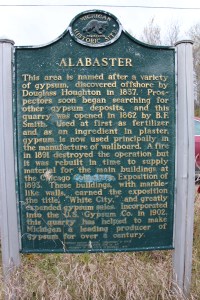 MICHIGAN
HISTORIC SITE
ALABASTER
This area is named after a variety
of gypsum, discovered offshore by
Douglass Houghton in 1837. Pros-
pectors soon began searching for
other gypsum deposits, and this
quarry was opened in 1862 by B.F.
Smith. Used at first as fertilizer
and, as an ingredient in plaster,
gypsum is now used principally in
the manufacture of wallboard. A fire
in 1891 destroyed the operation but
it was rebuilt in time to supply
material for the main buildings at
the Chicago Exposition of
1893. These buildings, with marble-
like walls, earned the exposition
the title, "White City," and greatly
expanded gypsum sales. Incorporated
into the U.S. Gypsum Co. in 1902,
this quarry has helped to make
Michigan a leading producer of
gypsum for over a century.